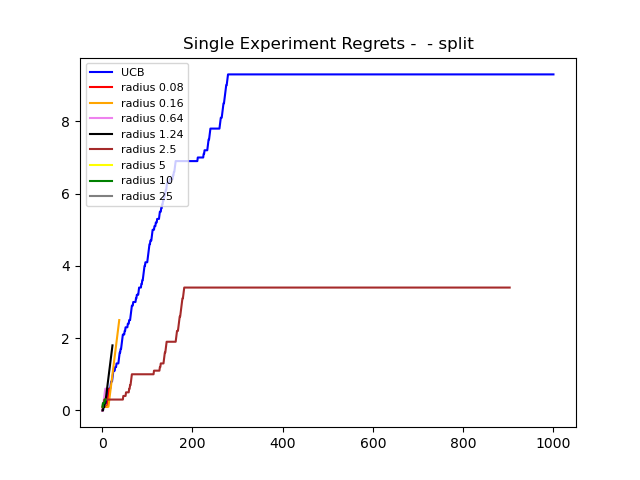 Single Experiment Regrets -  - split
UCB
radius 0.08
radius 0.16
radius 0.64
radius 1.24
radius 2.5
radius 5
radius 10
radius 25
8
6
4
2
0
0 200 400 600 800 1000